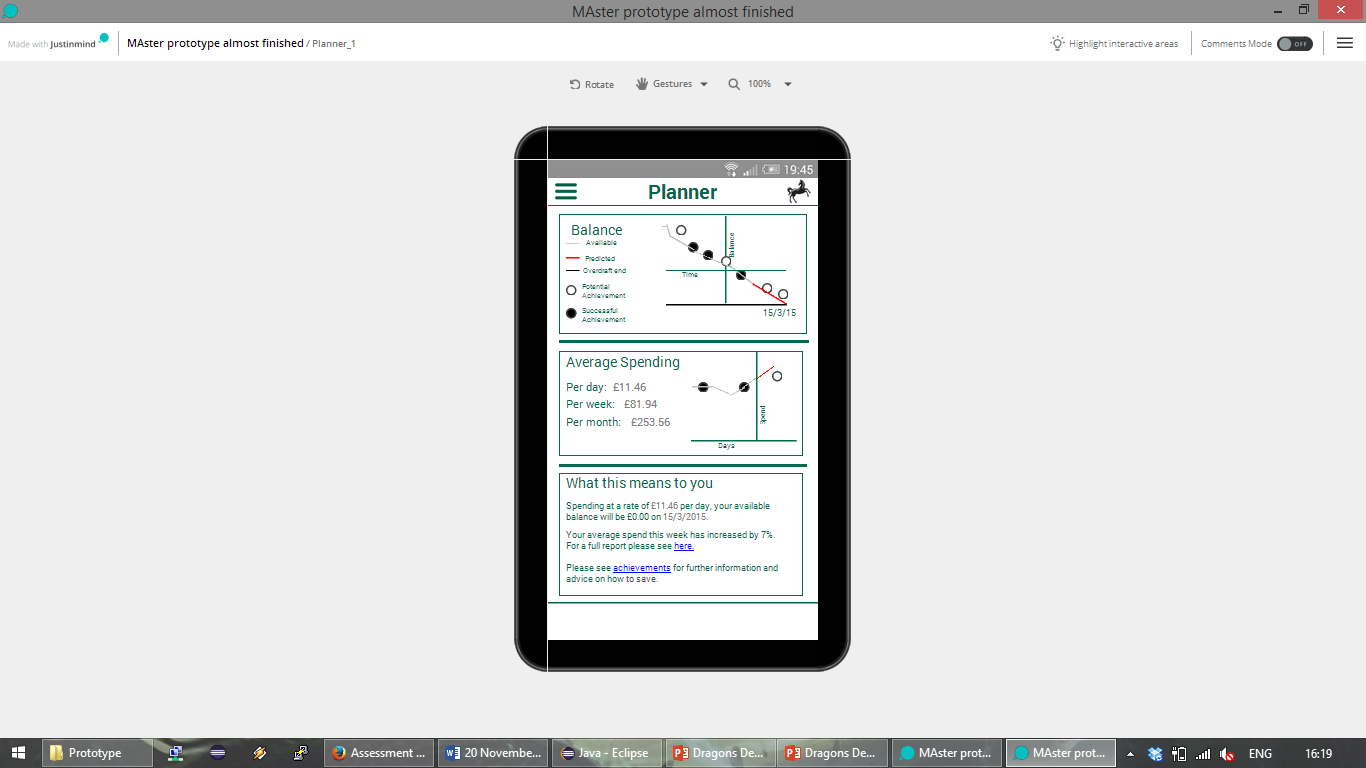 MAster prototype almost finished
Made with Justinmind
MAster prototype almost finished / Planner_1
Highlight interactive areas
Comments Mode
OFF
Rotate
Gestures
100%
19:45
Planner
Balance
Available
Predicted
Overdraft end
Potential
Achievement
Successful
Achievement
Balance
Time
15/3/15
Average Spending
Per day: £11.46
Per week: £81.94
Per month: £253.56
Spend
Days
What this means to you
Spending at a rate of £11.46 per day, your available
balance will be £0.00 on 15/3/2015.
Your average spend this week has increased by 7%.
For a full report please see here.
Please see achievements for further information and
advice on how to save.
Prototype
Assessment ...
20 Novembe...
Java - Eclipse
Dragons De...
Dragons De...
MAster prot...
MAster prot...
ENG
16:19